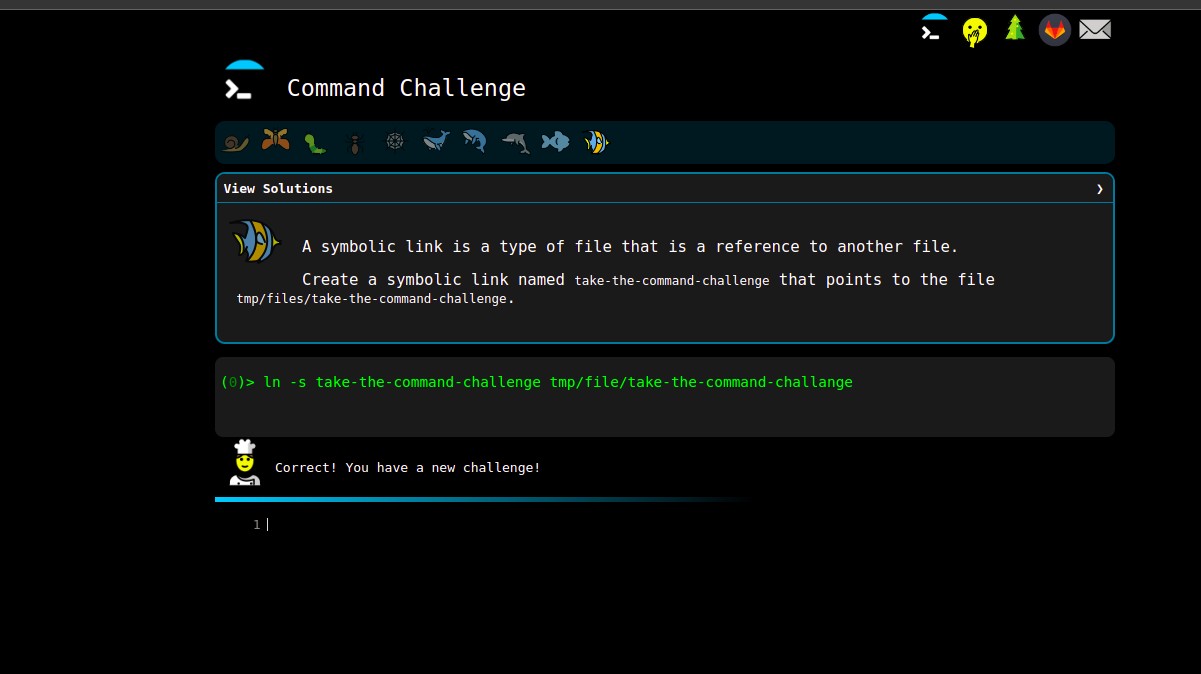 Command Challenge
View Solutions ❯
A symbolic link is a type of file that is a reference to another file.
Create a symbolic link named take-the-command-challenge that points to the file
tmp/files/take-the-command-challenge.
(0)> ln -s take-the-command-challenge tmp/file/take-the-command-challange
Correct! You have a new challenge!
1